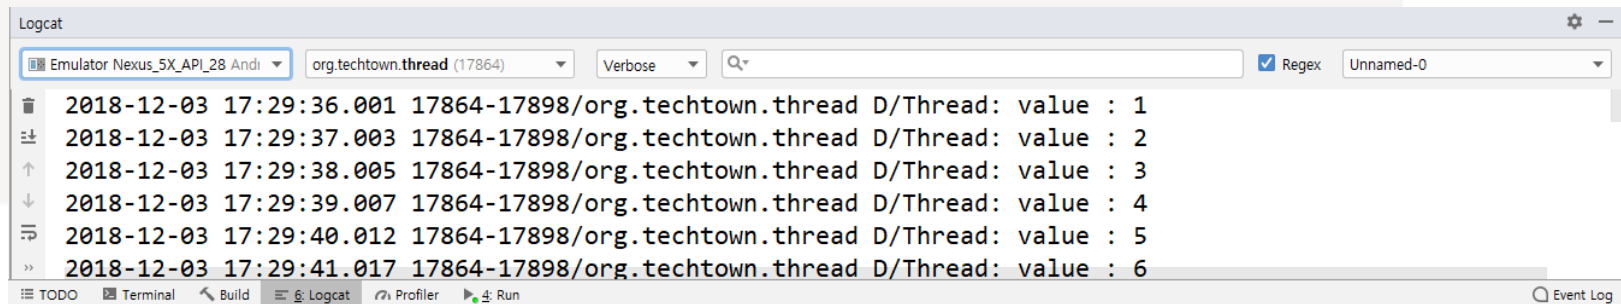 Logcat
Emulator Nexus_5X_API_28 Andr org.techtown.thread (17864) Verbose Regex Unnamed-0
2018-12-03 17:29:36.001 17864-17898/org.techtown.thread D/Thread: value : 1
2018-12-03 17:29:37.003 17864-17898/org.techtown.thread D/Thread: value : 2
2018-12-03 17:29:38.005 17864-17898/org.techtown.thread D/Thread: value : 3
2018-12-03 17:29:39.007 17864-17898/org.techtown.thread D/Thread: value : 4
2018-12-03 17:29:40.012 17864-17898/org.techtown.thread D/Thread: value : 5
2018-12-03 17:29:41.017 17864-17898/org.techtown.thread D/Thread: value : 6
TODO Terminal Build 6: Logcat Profiler 4: Run Event Log